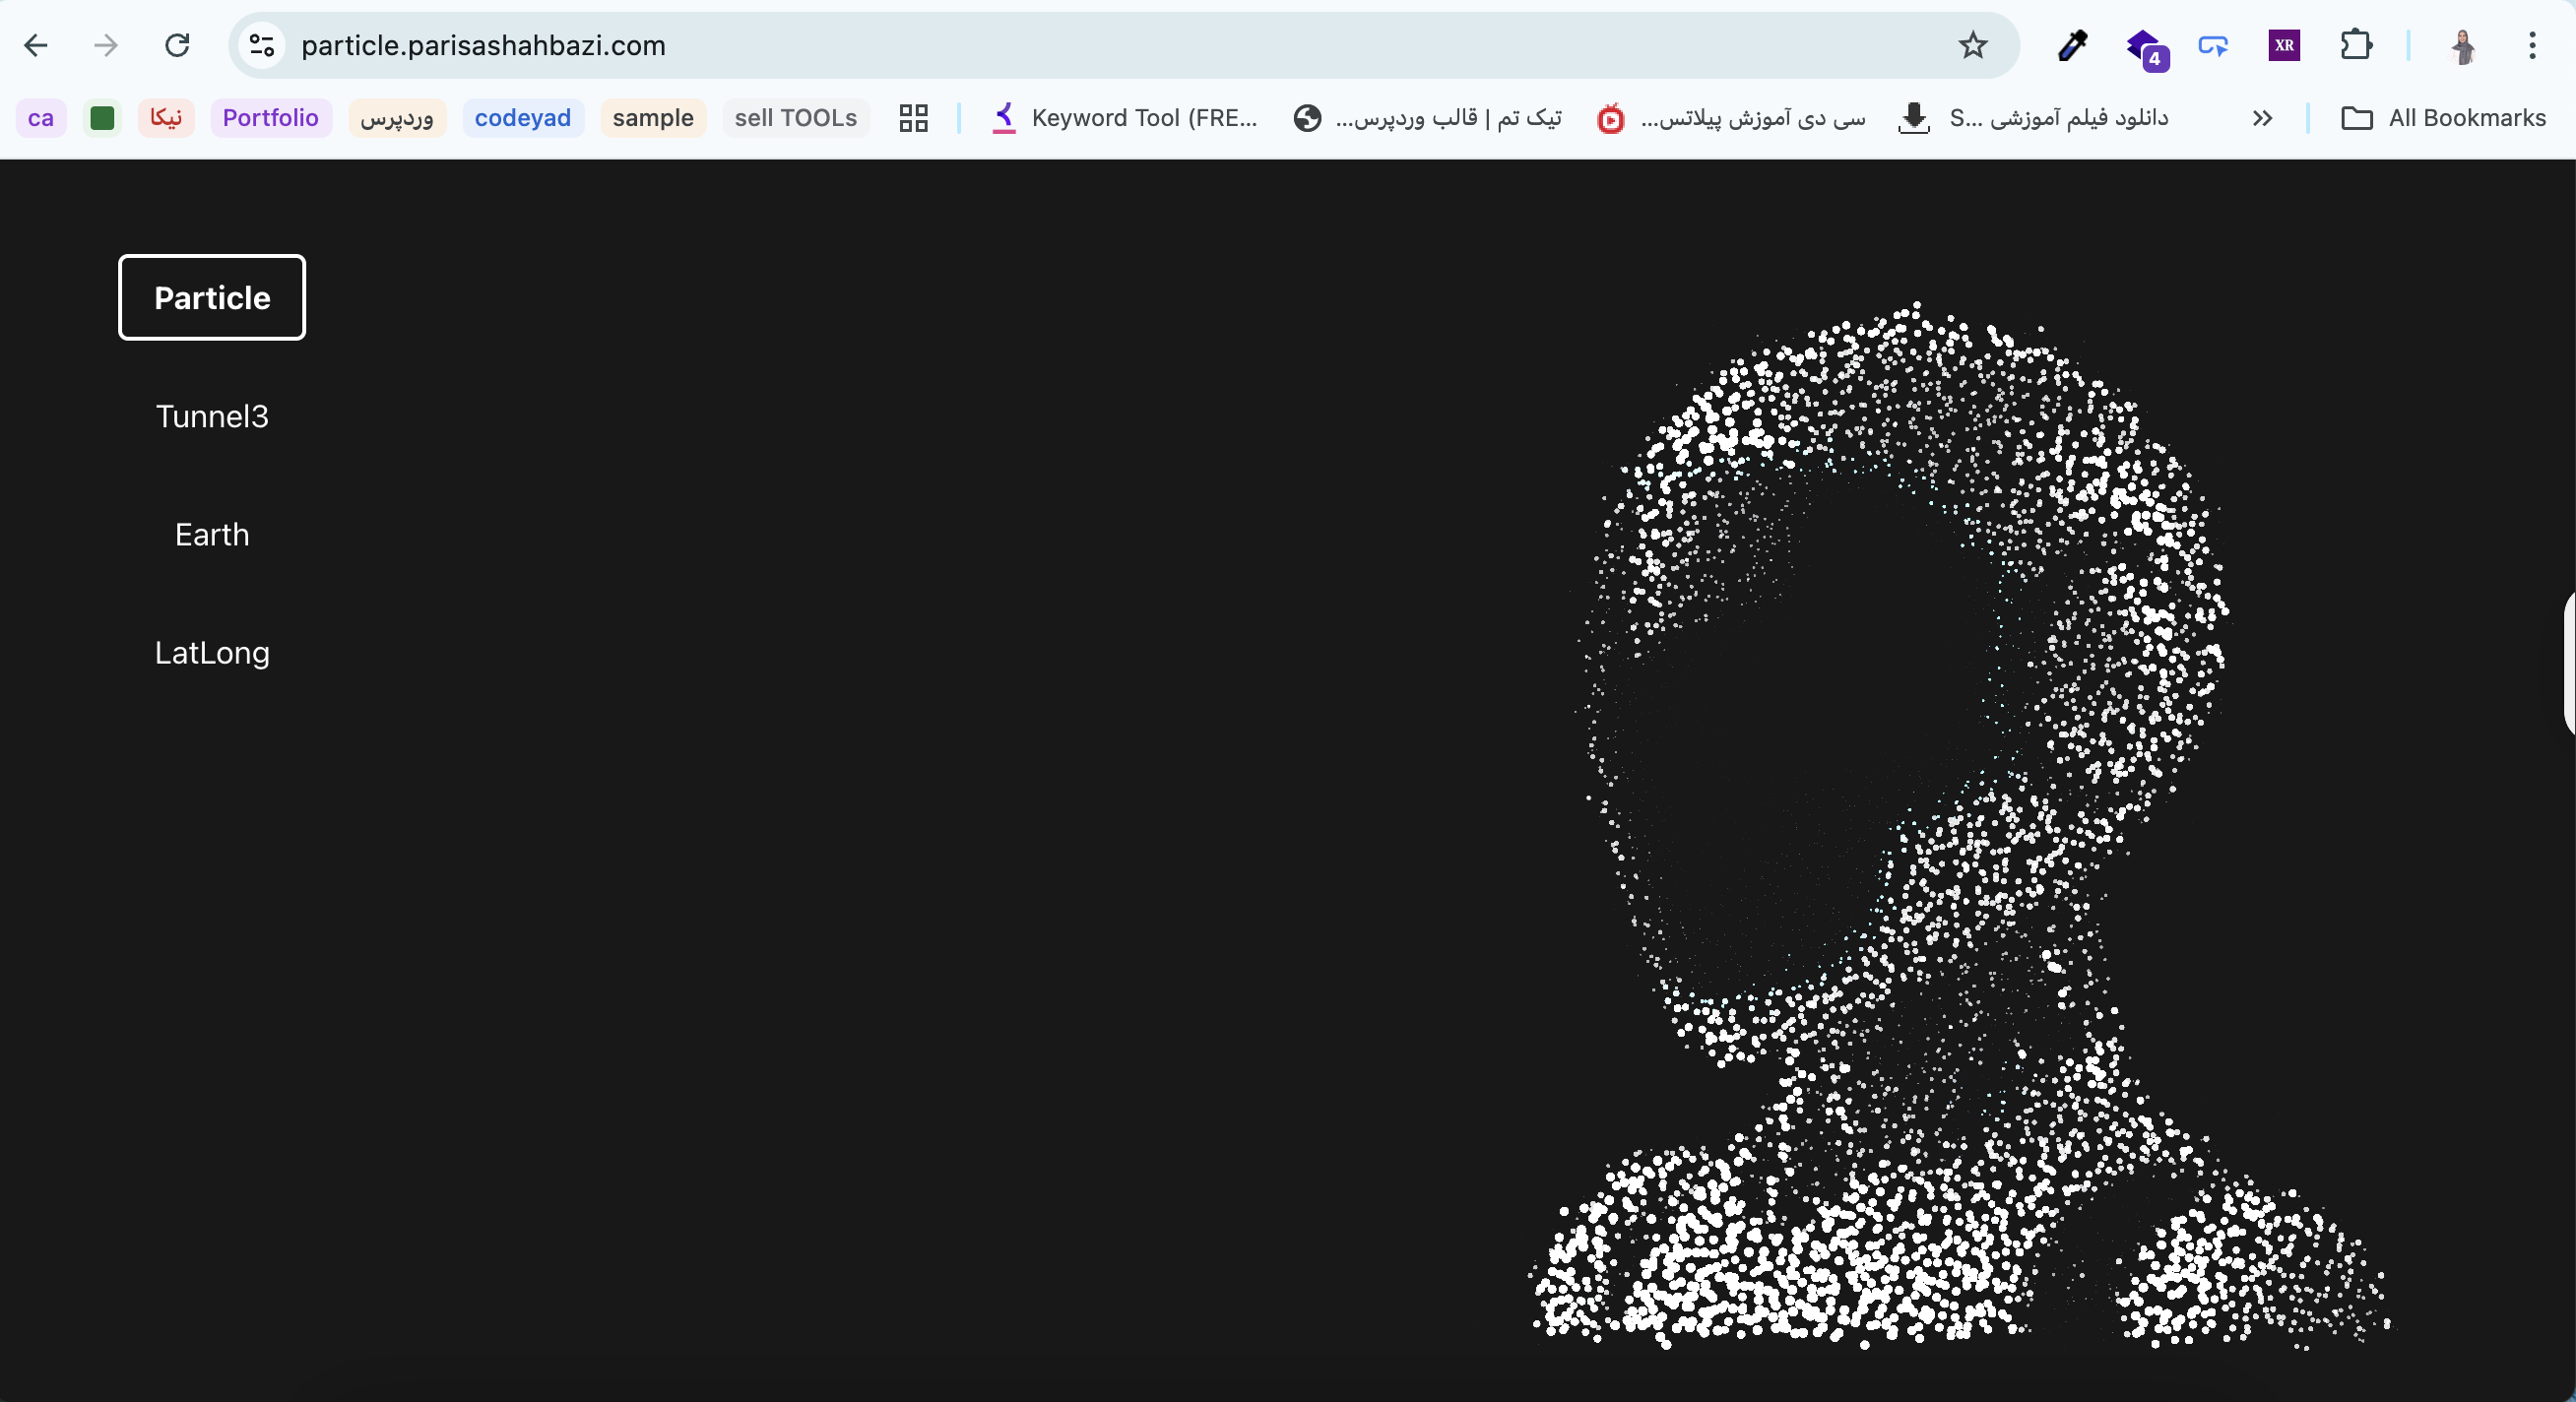 particle.parisashahbazi.com
4
XR
ca
نیکا
Portfolio
وردپرس
codeyad
sample
sell TOOLs
Keyword Tool (FRE...
تیک تم | قالب وردپرس...
سی دی آموزش پیلاتس...
دانلود فیلم آموزشی S...
All Bookmarks
Particle
Tunnel3
Earth
LatLong